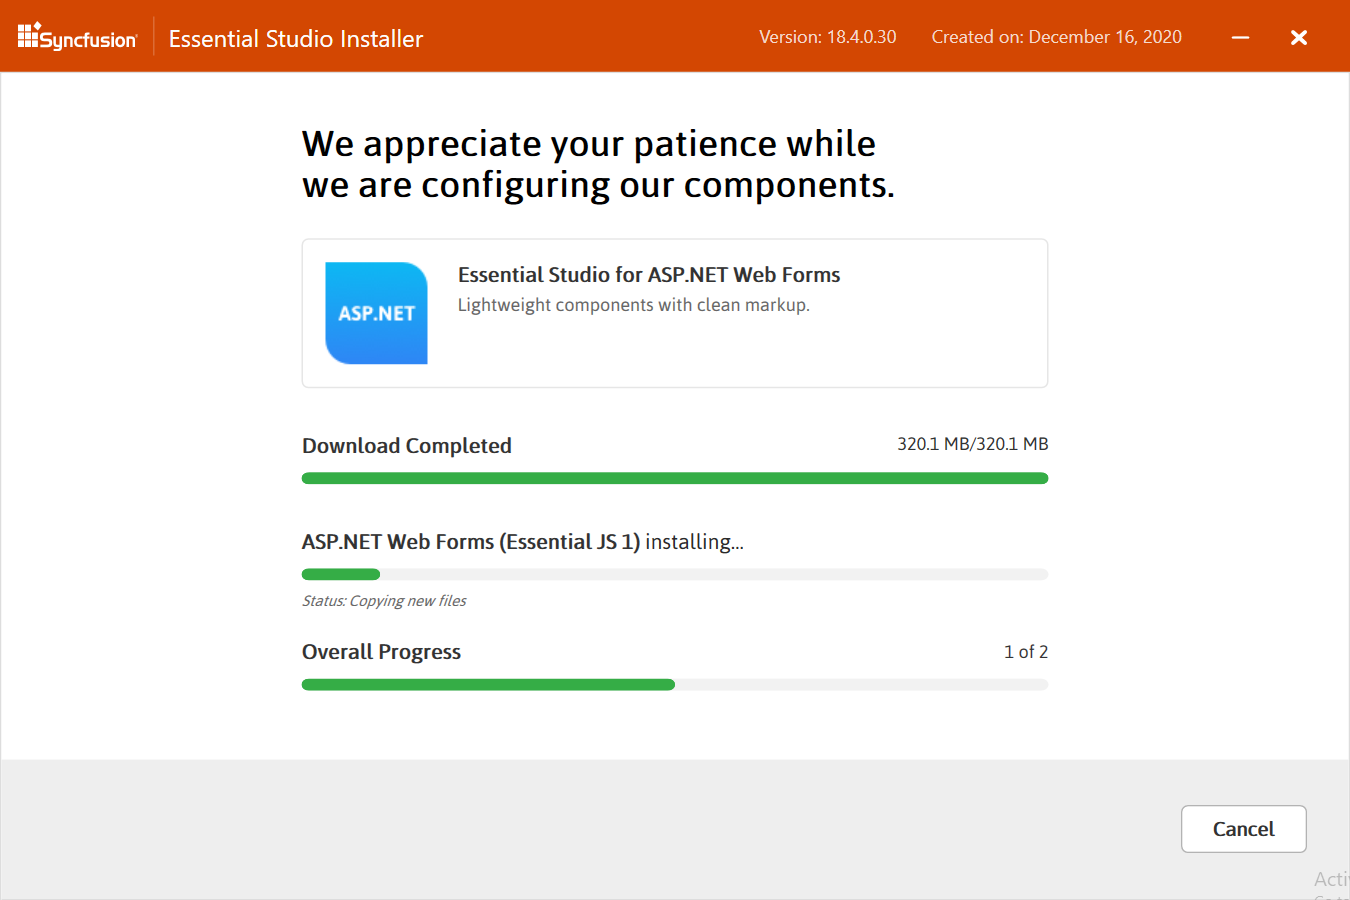 Syncfusion
Essential Studio Installer
Version: 18.4.0.30
Created on: December 16, 2020
We appreciate your patience while
we are configuring our components.
ASP.NET
Essential Studio for ASP.NET Web Forms
Lightweight components with clean markup.
Download Completed
320.1 MB/320.1 MB
ASP.NET Web Forms (Essential JS 1) installing...
Status: Copying new files
Overall Progress
1 of 2
Cancel